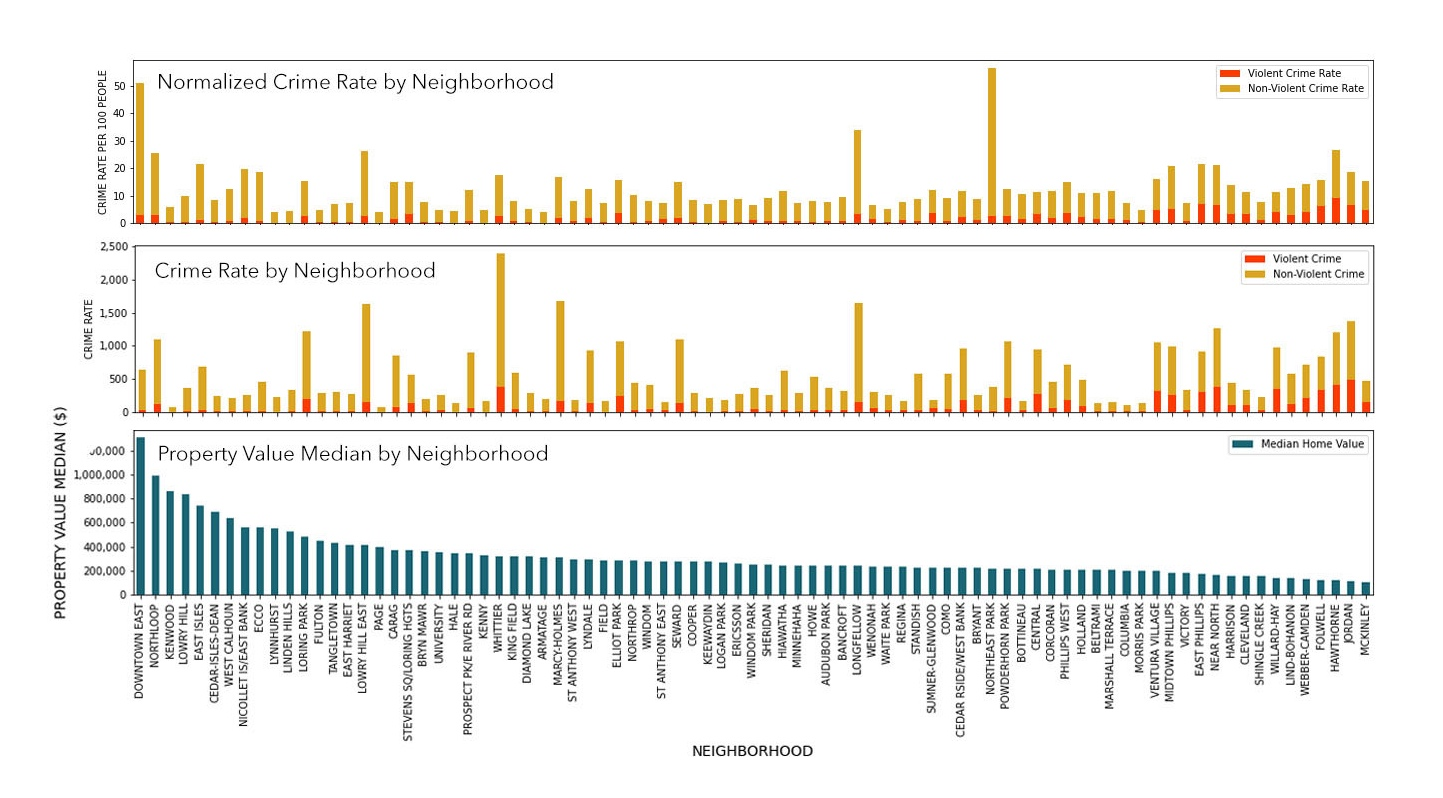 Normalized Crime Rate by Neighborhood
Violent Crime Rate
Non-Violent Crime Rate
CRIME RATE PER 100 PEOPLE
50
40
30
20
10
0
Crime Rate by Neighborhood
Violent Crime
Non-Violent Crime
CRIME RATE
2,500
2,000
1,500
1,000
500
0
Property Value Median by Neighborhood
Median Home Value
PROPERTY VALUE MEDIAN ($)
1,000,000
800,000
600,000
400,000
200,000
0
DOWNTOWN EAST
NORTHLOOP
KENWOOD
LOWRY HILL
EAST ISLES
CEDAR-ISLES-DEAN
WEST CALHOUN
NICOLLET IS/EAST BANK
ECCO
LYNNHURST
LINDEN HILLS
LORING PARK
FULTON
TANGLETOWN
EAST HARRIET
LOWRY HILL EAST
PAGE
CARAG
STEVENS SQ/LORING HGTS
BRYN MAWR
UNIVERSITY
HALE
PROSPECT PK/E RIVER RD
KENNY
WHITTIER
KING FIELD
DIAMOND LAKE
ARMATAGE
MARCY-HOLMES
ST ANTHONY WEST
LYNDALE
FIELD
ELLIOT PARK
NORTHROP
WINDOM
ST ANTHONY EAST
SEWARD
COOPER
KEEWAYDIN
LOGAN PARK
ERICSSON
WINDOM PARK
SHERIDAN
HIAWATHA
MINNEHAHA
HOWE
AUDUBON PARK
BANCROFT
LONGFELLOW
WENONAH
WAITE PARK
REGINA
STANDISH
SUMNER-GLENWOOD
COMO
CEDAR RSIDE/WEST BANK
BRYANT
NORTHEAST PARK
POWDERHORN PARK
BOTTINEAU
CENTRAL
CORCORAN
PHILLIPS WEST
HOLLAND
BELTRAMI
MARSHALL TERRACE
COLUMBIA
MORRIS PARK
VENTURA VILLAGE
MIDTOWN PHILLIPS
VICTORY
EAST PHILLIPS
NEAR NORTH
HARRISON
CLEVELAND
SHINGLE CREEK
WILLARD-HAY
LIND-BOHANON
WEBBER-CAMDEN
FOLWELL
HAWTHORNE
JORDAN
MCKINLEY
NEIGHBORHOOD